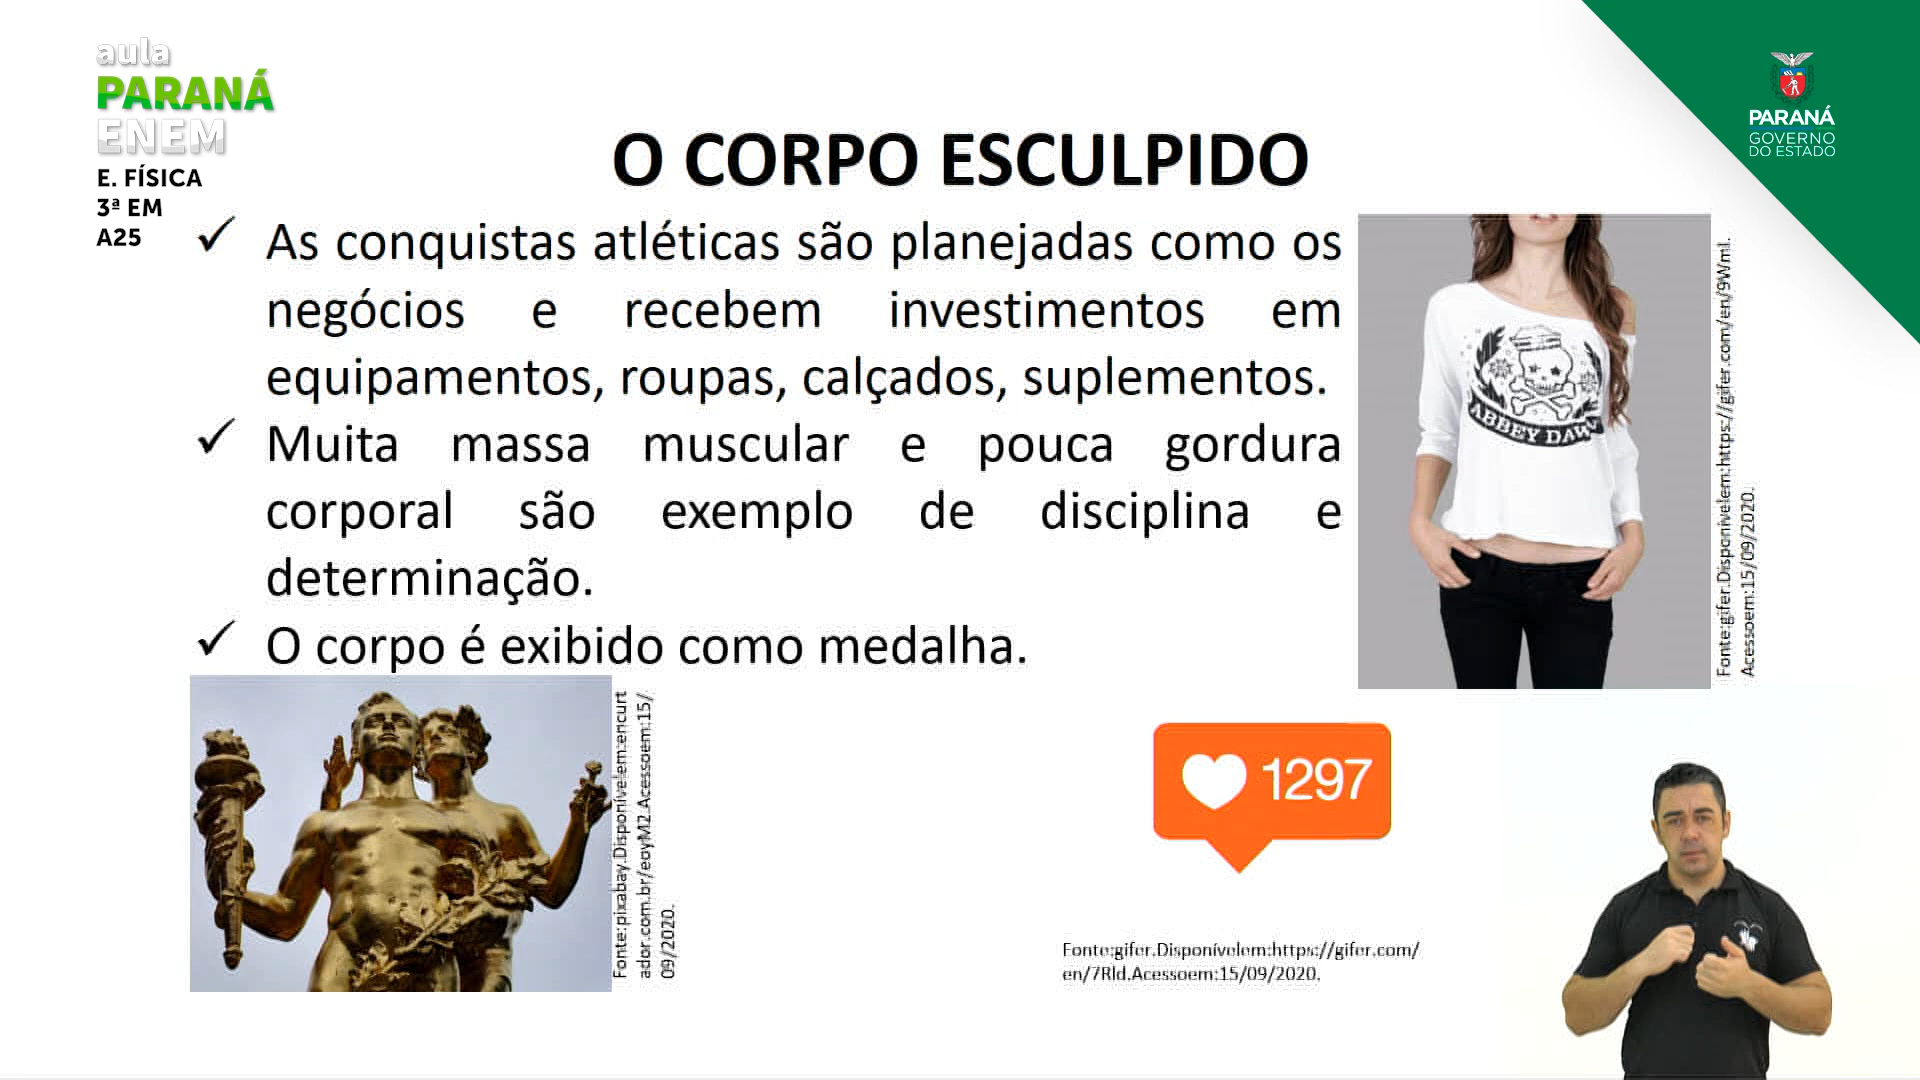 aula
PARANÁ
ENEM
E. FÍSICA
3ª EM
A25
PARANÁ
GOVERNO
DO ESTADO
O CORPO ESCULPIDO
✓ As conquistas atléticas são planejadas como os
negócios e recebem investimentos em
equipamentos, roupas, calçados, suplementos.
✓ Muita massa muscular e pouca gordura
corporal são exemplo de disciplina e
determinação.
✓ O corpo é exibido como medalha.
ABBEY DAWN
Fonte:gifer.Disponívelem:https://gifer.com/en/9Wml.
Acessoem:15/09/2020.
Fonte:pixabay.Disponívelem:encurt
ador.com.br/eoyM2.Acessoem:15/
09/2020.
1297
Fonte:gifer.Disponívelem:https://gifer.com/
en/7Rld.Acessoem:15/09/2020.